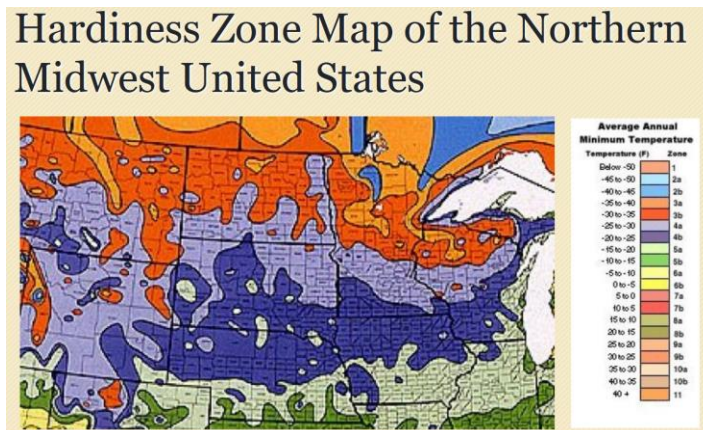 Hardiness Zone Map of the Northern
Midwest United States
Average Annual
Minimum Temperature
Temperature (F) Zone
Below -50 1
-45 to -50 2a
-40 to -45 2b
-35 to -40 3a
-30 to -35 3b
-25 to -30 4a
-20 to -25 4b
-15 to -20 5a
-10 to -15 5b
-5 to -10 6a
0 to -5 6b
5 to 0 7a
10 to 5 7b
15 to 10 8a
20 to 15 8b
25 to 20 9a
30 to 25 9b
35 to 30 10a
40 to 35 10b
40 + 11